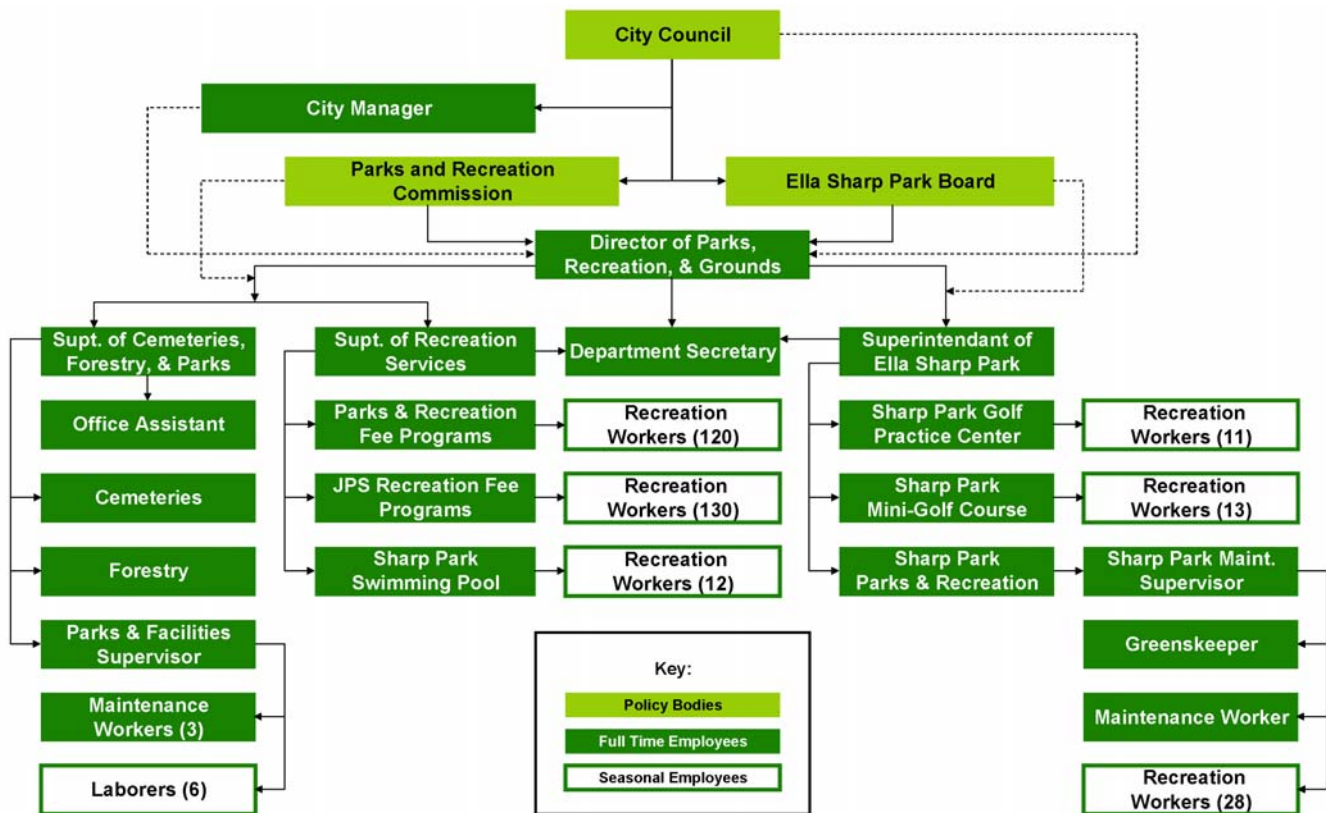 City Council
City Manager
Parks and Recreation
Commission
Ella Sharp Park Board
Director of Parks,
Recreation, & Grounds
Supt. of Cemeteries,
Forestry, & Parks
Supt. of Recreation
Services
Department Secretary
Superintendant of
Ella Sharp Park
Office Assistant
Parks & Recreation
Fee Programs
Recreation
Workers (120)
Sharp Park Golf
Practice Center
Recreation
Workers (11)
Cemeteries
JPS Recreation Fee
Programs
Recreation
Workers (130)
Sharp Park
Mini-Golf Course
Recreation
Workers (13)
Forestry
Sharp Park
Swimming Pool
Recreation
Workers (12)
Sharp Park
Parks & Recreation
Sharp Park Maint.
Supervisor
Parks & Facilities
Supervisor
Greenskeeper
Maintenance
Workers (3)
Maintenance Worker
Laborers (6)
Recreation
Workers (28)
Key:
Policy Bodies
Full Time Employees
Seasonal Employees